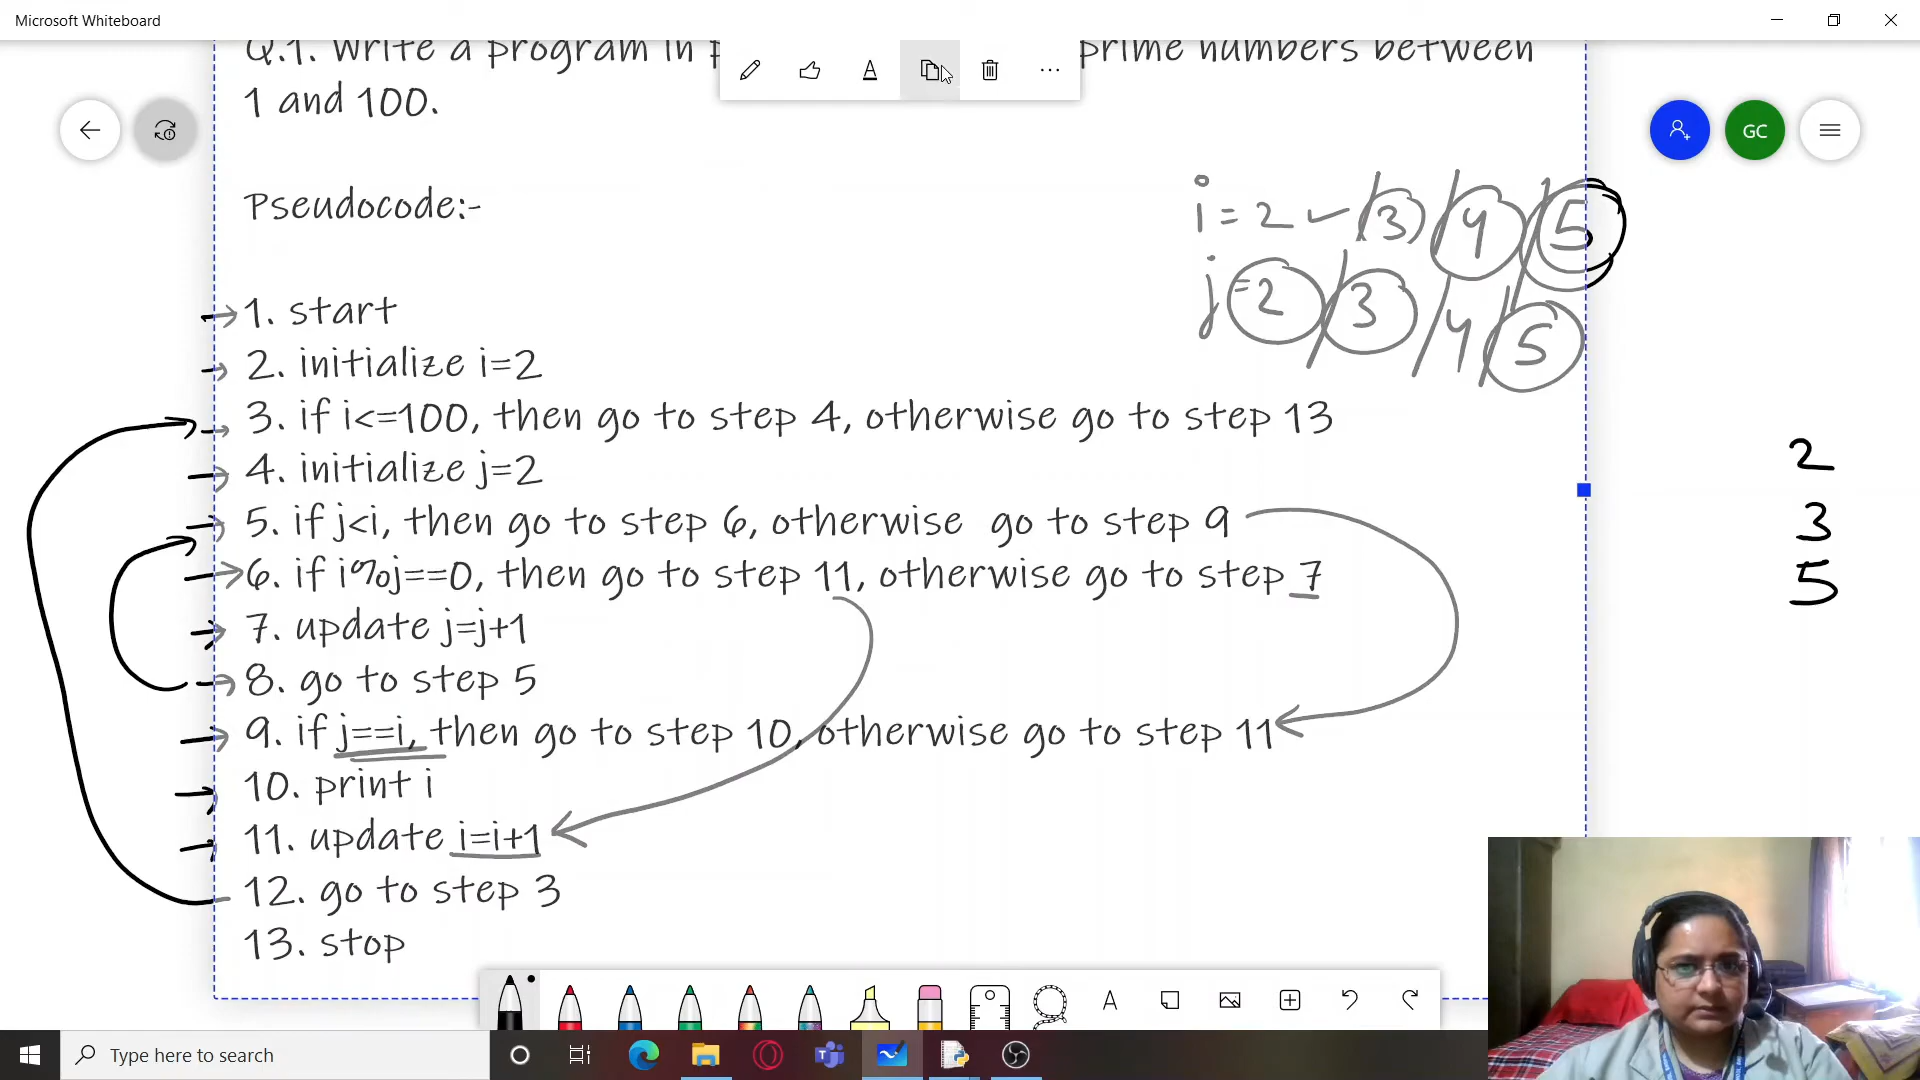 Microsoft Whiteboard
Q.1. Write a program in p prime numbers between
1 and 100.
GC
Pseudocode:-
i = 2 ✓ 3 4 5
j = 2 3 4 5
1. start
2. initialize i=2
3. if i<=100, then go to step 4, otherwise go to step 13
4. initialize j=2
5. if j<i, then go to step 6, otherwise go to step 9
6. if i%j==0, then go to step 11, otherwise go to step 7
7. update j=j+1
8. go to step 5
9. if j==i, then go to step 10, otherwise go to step 11
10. print i
11. update i=i+1
12. go to step 3
13. stop
2
3
5
A
Type here to search